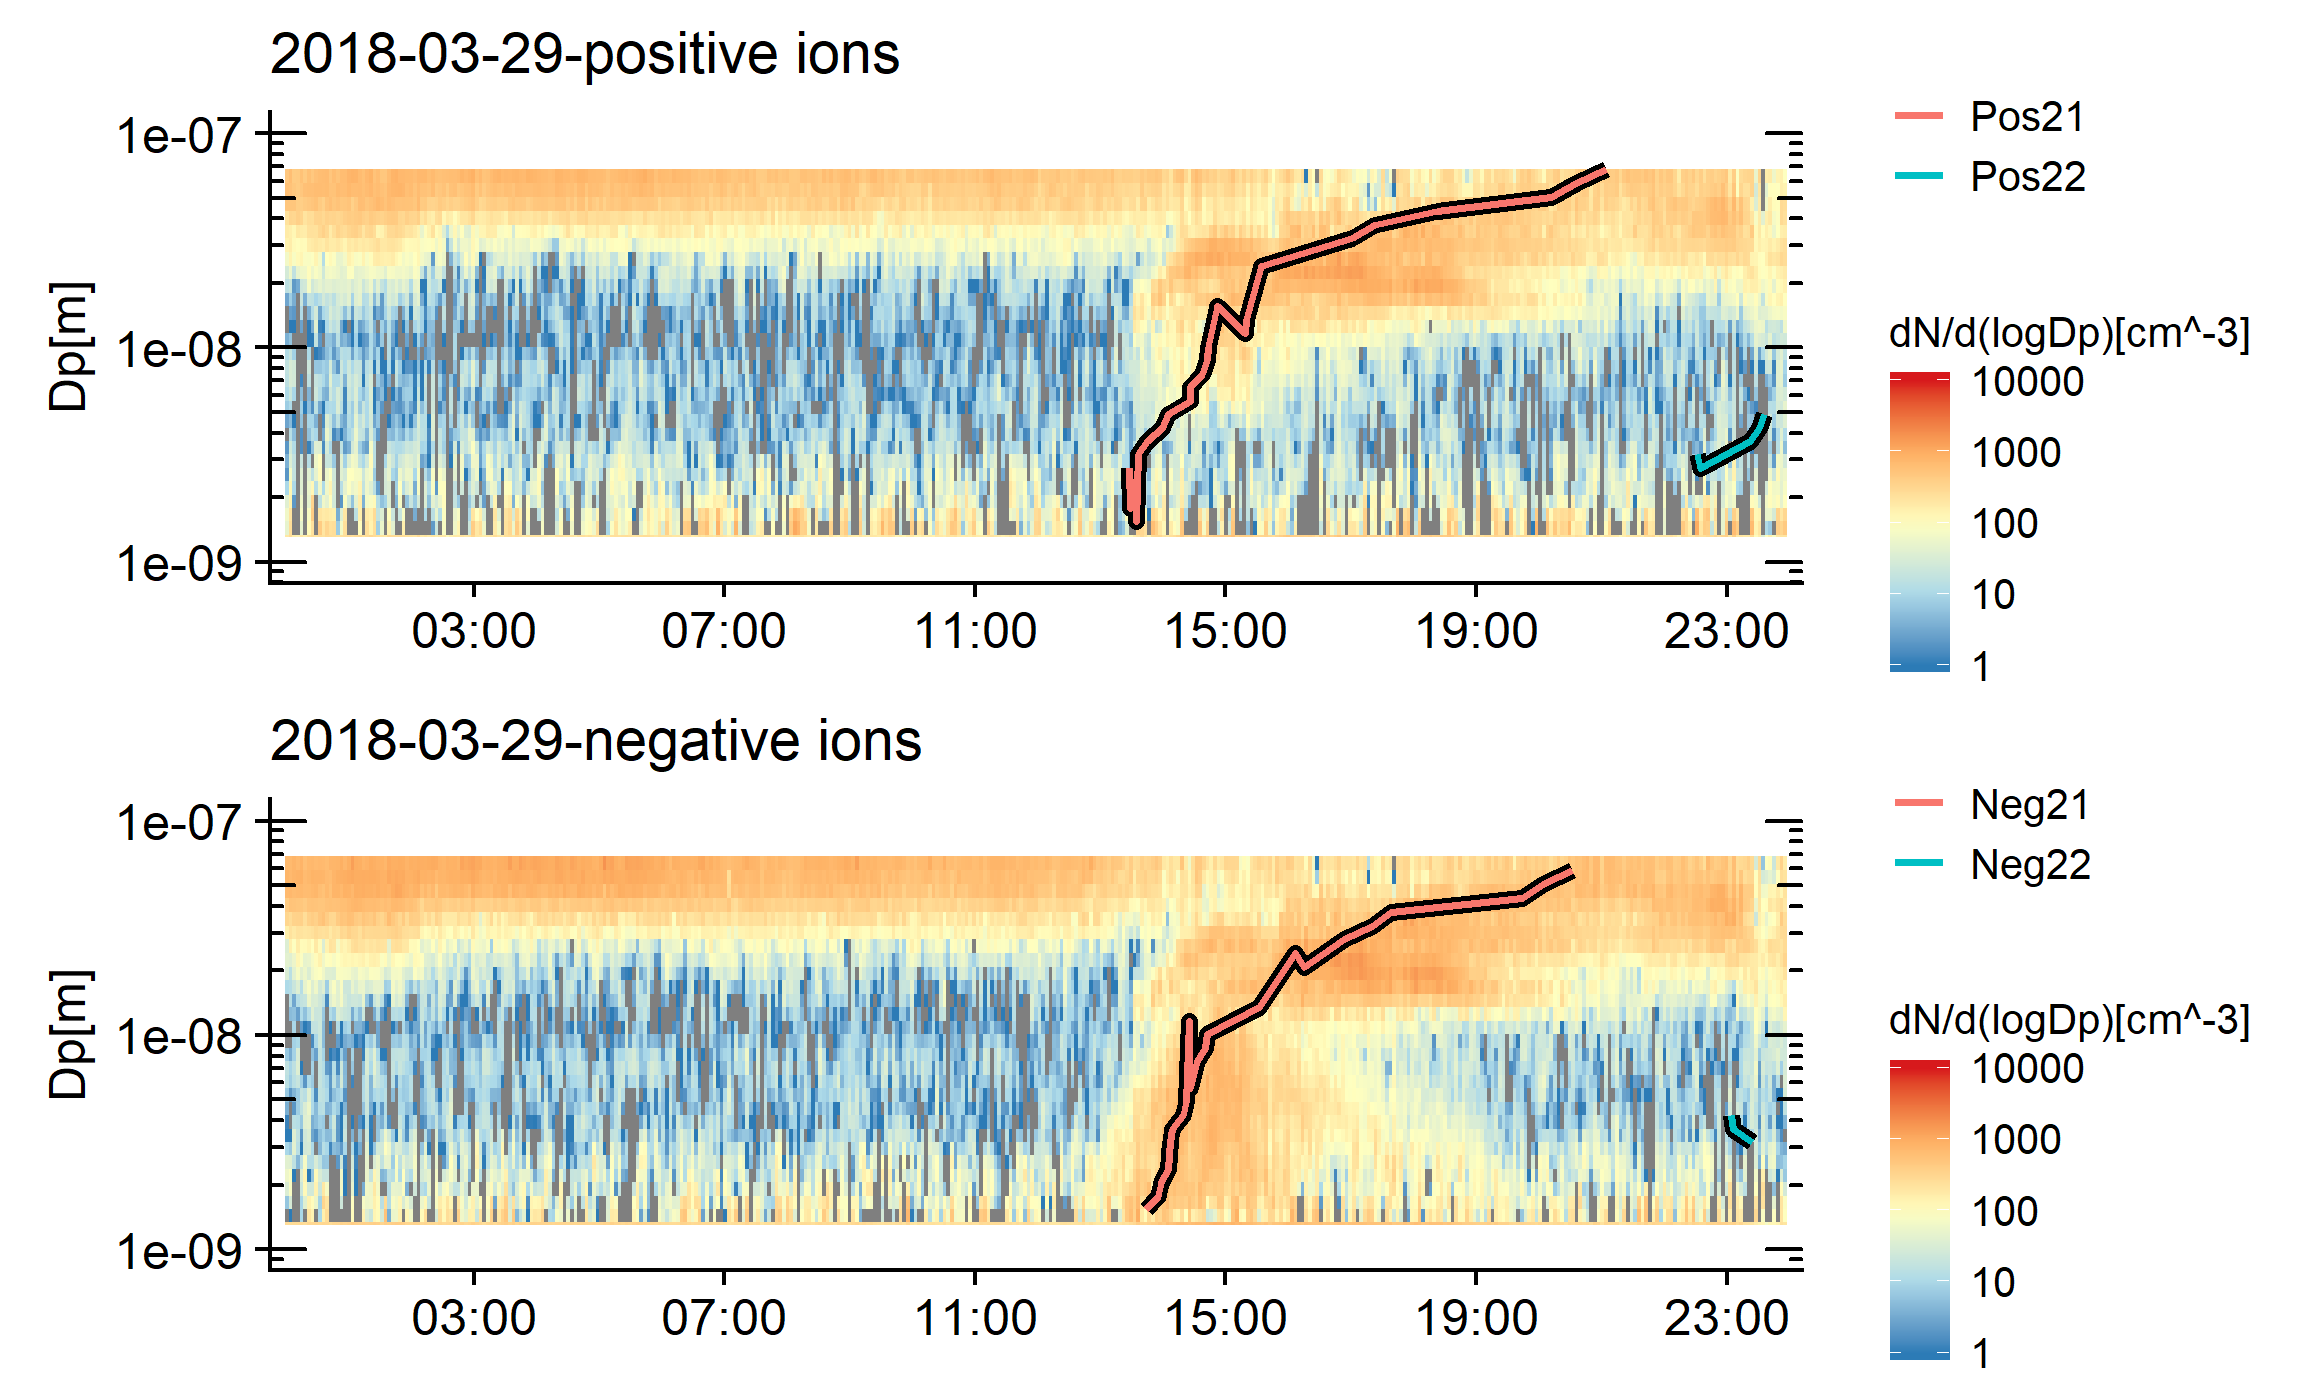 2018-03-29-positive ions
Dp[m]
1e-07
1e-08
1e-09
03:00 07:00 11:00 15:00 19:00 23:00
Pos21
Pos22
dN/d(logDp)[cm^-3]
10000
1000
100
10
1
2018-03-29-negative ions
Dp[m]
1e-07
1e-08
1e-09
03:00 07:00 11:00 15:00 19:00 23:00
Neg21
Neg22
dN/d(logDp)[cm^-3]
10000
1000
100
10
1